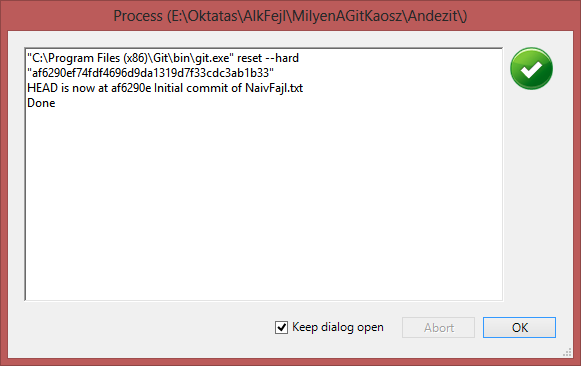 Process (E:\Oktatas\AlkFejl\MilyenAGitKaosz\Andezit\)
"C:\Program Files (x86)\Git\bin\git.exe" reset --hard
"af6290ef74fdf4696d9da1319d7f33cdc3ab1b33"
HEAD is now at af6290e Initial commit of NaivFajl.txt
Done
Keep dialog open
Abort
OK